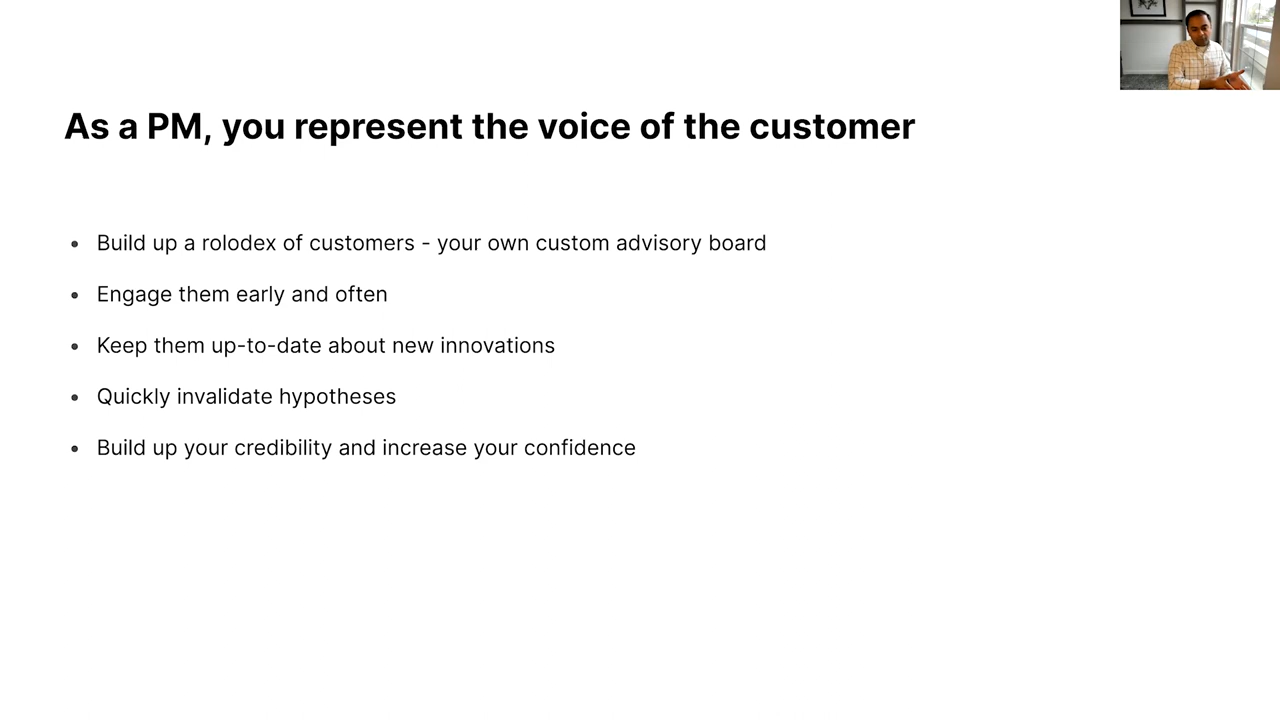 As a PM, you represent the voice of the customer
• Build up a rolodex of customers - your own custom advisory board
• Engage them early and often
• Keep them up-to-date about new innovations
• Quickly invalidate hypotheses
• Build up your credibility and increase your confidence